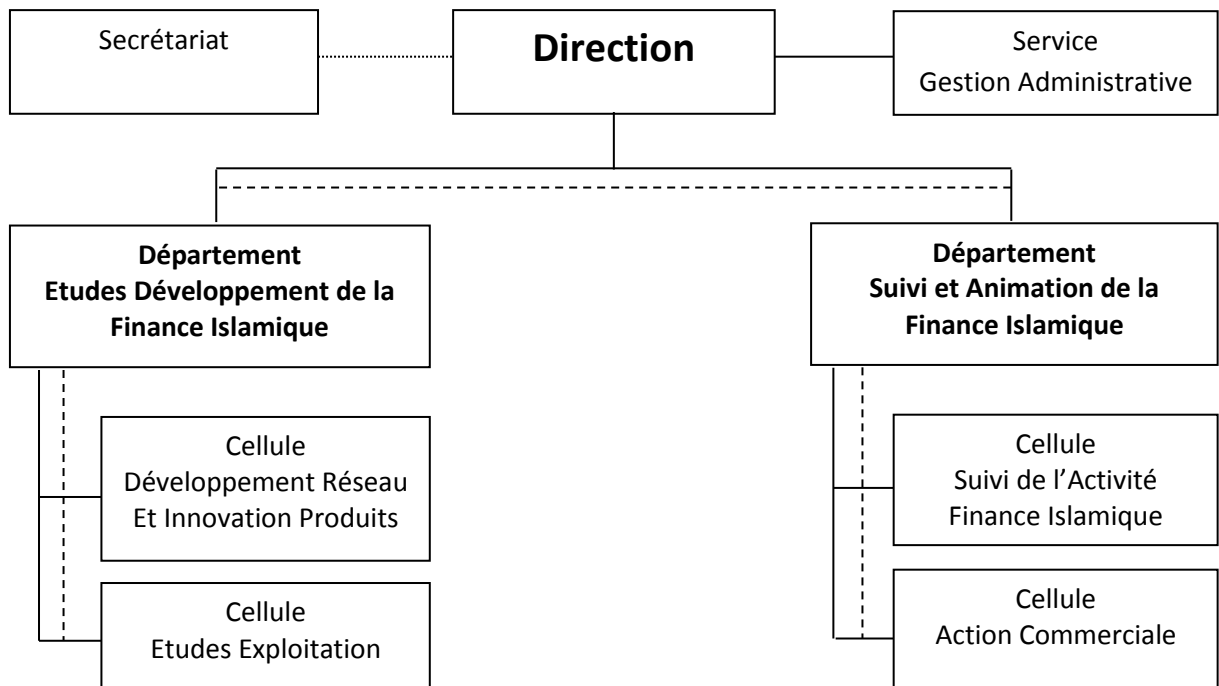 Secrétariat
Direction
Service
Gestion Administrative
Département
Etudes Développement de la
Finance Islamique
Département
Suivi et Animation de la
Finance Islamique
Cellule
Développement Réseau
Et Innovation Produits
Cellule
Suivi de l’Activité
Finance Islamique
Cellule
Etudes Exploitation
Cellule
Action Commerciale